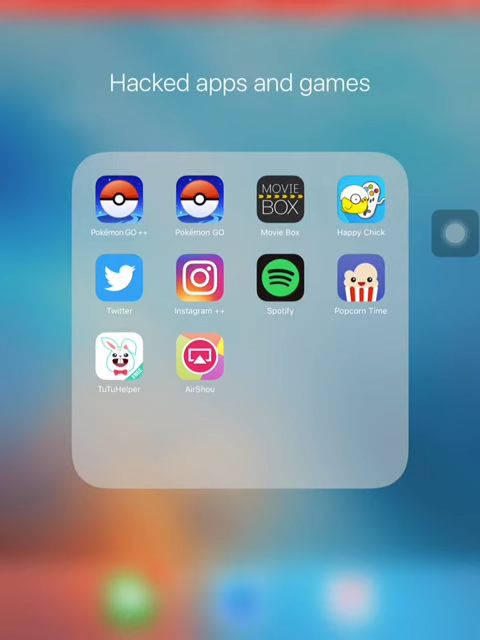 Hacked apps and games
MOVIE
BOX
Pokémon GO ++
Pokémon GO
Movie Box
Happy Chick
Twitter
Instagram ++
Spotify
Popcorn Time
TuTuHelper
AirShou